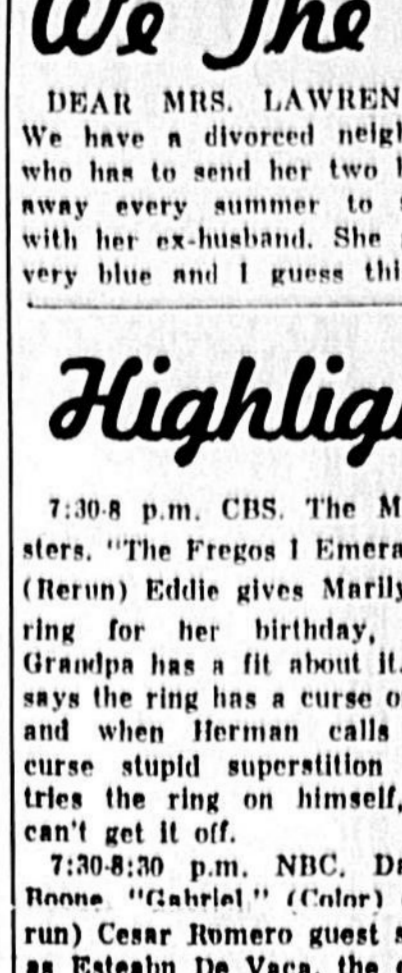 We The
DEAR MRS. LAWREN
We have a divorced neigh
who has to send her two
away every summer to
with her ex-husband. She
very blue and I guess thi
Highligh
7:30-8 p.m. CBS. The M
sters. "The Fregos I Emera
(Rerun) Eddie gives Marily
ring for her birthday,
Grandpa has a fit about it.
says the ring has a curse o
and when Herman calls
curse stupid superstition
tries the ring on himself,
can't get it off.
7:30-8:30 p.m. NBC. Da
Boone "Gabriel" (Color)
run) Cesar Romero guest s
as Esteabn De Vaca, the